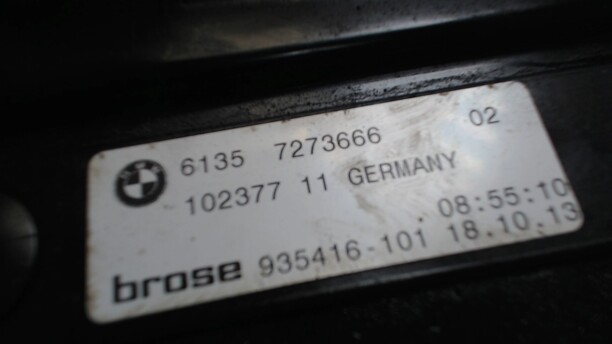 6135 7273666 02
102377 11 GERMANY
08:55:10
brose 935416-101 18.10.13